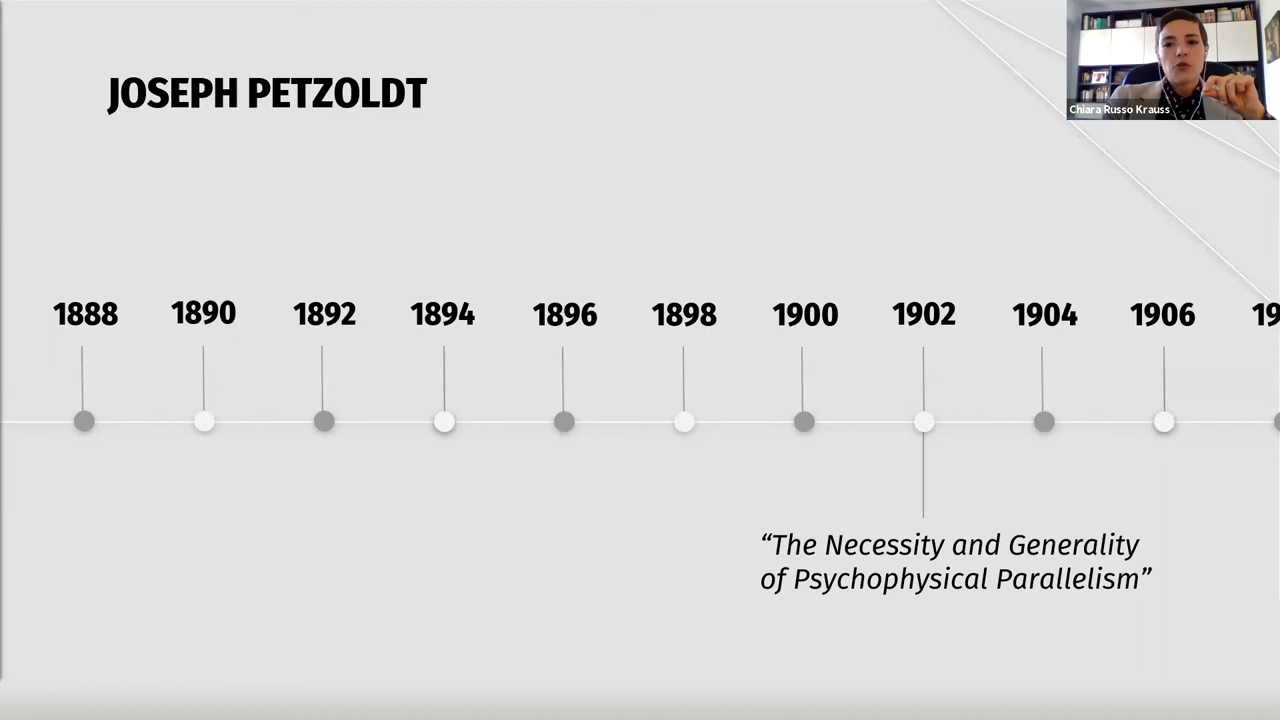 JOSEPH PETZOLDT
Chiara Russo Krauss
1888 1890 1892 1894 1896 1898 1900 1902 1904 1906 19
“The Necessity and Generality
of Psychophysical Parallelism”